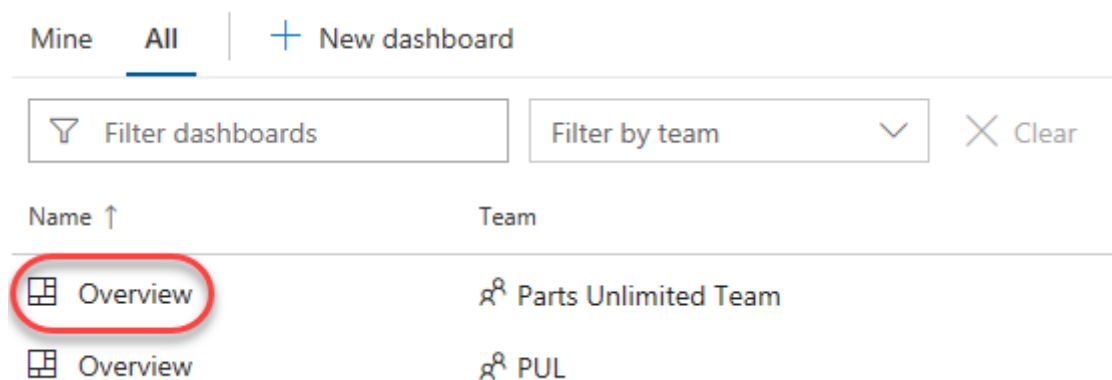 Mine All New dashboard
Filter dashboards Filter by team Clear
Name ↑ Team
Overview Parts Unlimited Team
Overview PUL